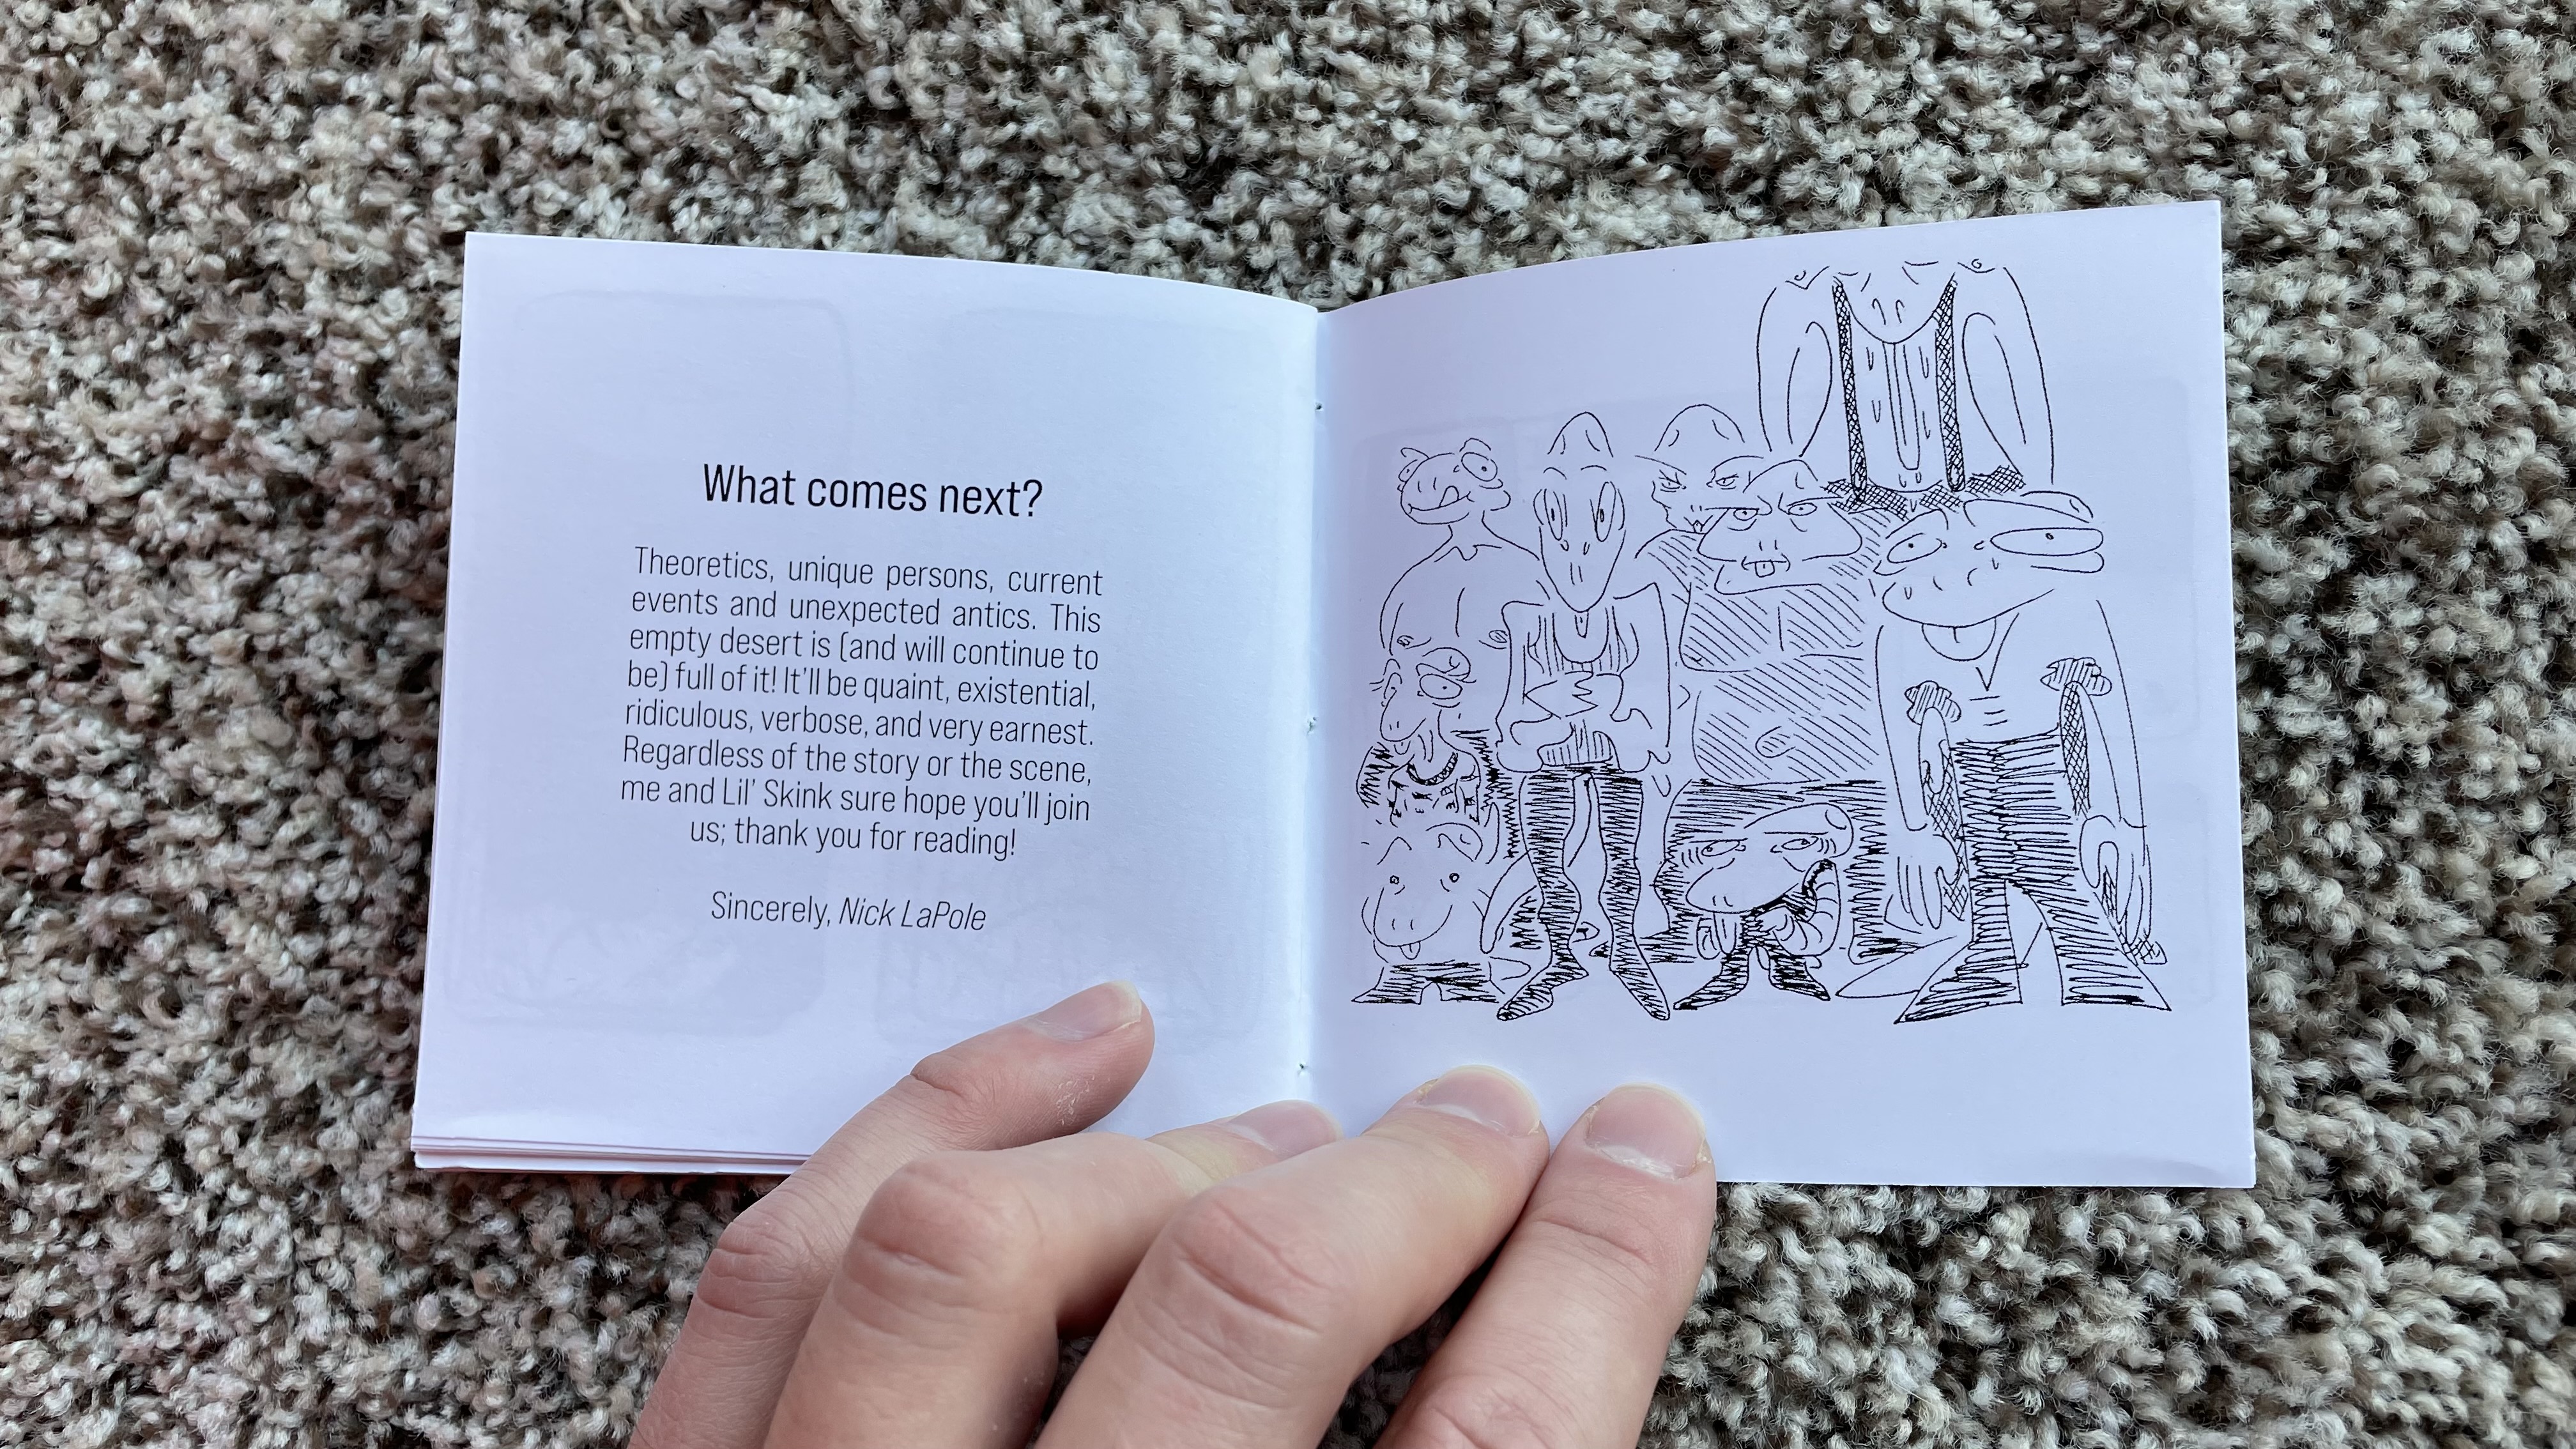 What comes next?
Theoretics, unique persons, current
events and unexpected antics. This
empty desert is (and will continue to
be) full of it! It'll be quaint, existential,
ridiculous, verbose, and very earnest.
Regardless of the story or the scene,
me and Lil' Skink sure hope you'll join
us; thank you for reading!
Sincerely, Nick LaPole